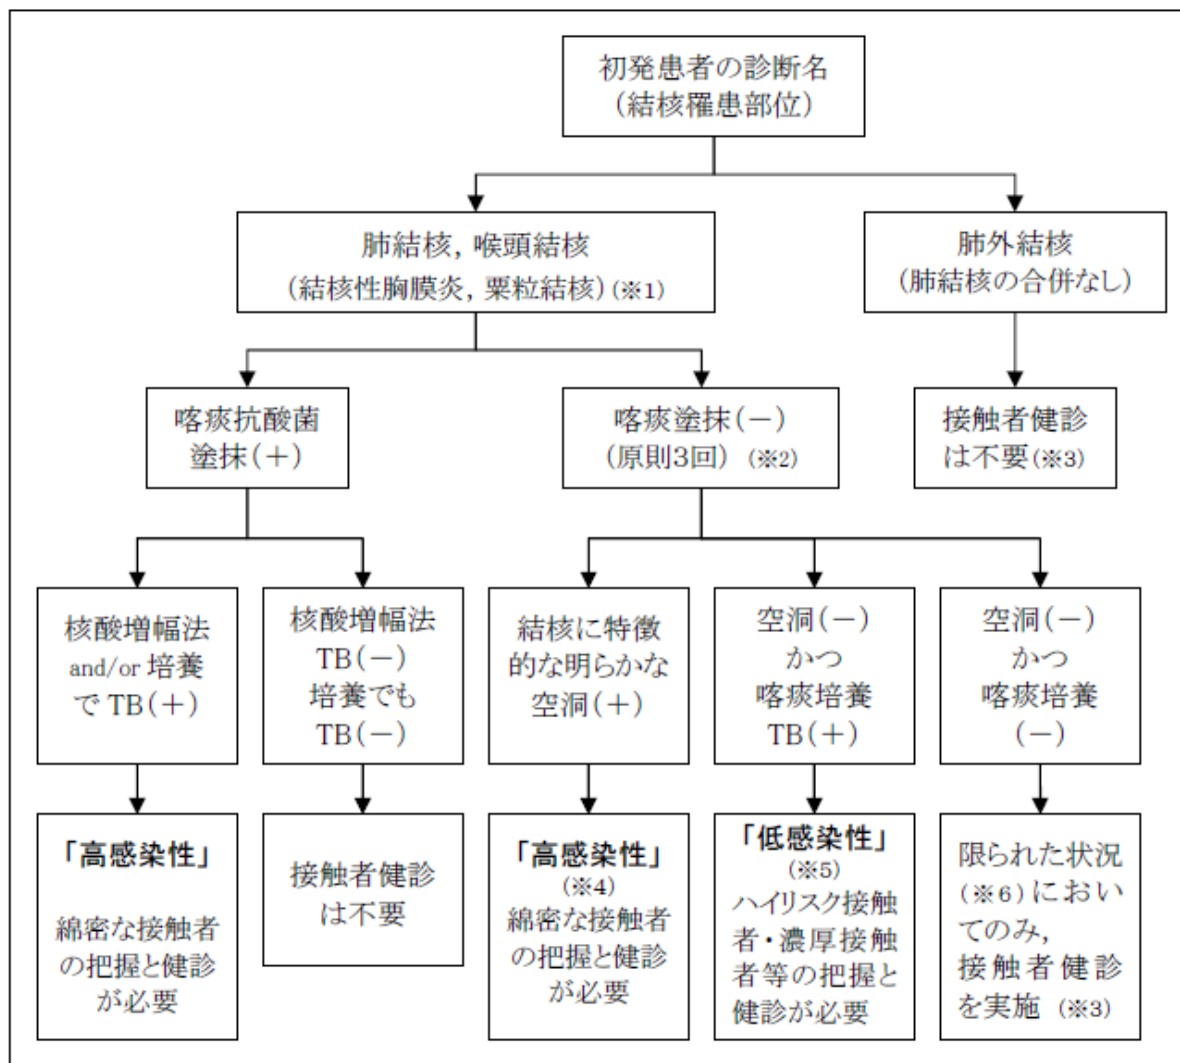 初発患者の診断名
(結核罹患部位)
肺結核, 喉頭結核
(結核性胸膜炎, 粟粒結核)(※1)
肺外結核
(肺結核の合併なし)
喀痰抗酸菌
塗抹(＋)
喀痰塗抹(－)
(原則3回) (※2)
接触者健診
は不要(※3)
核酸増幅法
and/or 培養
で TB(＋)
核酸増幅法
TB(－)
培養でも
TB(－)
結核に特徴
的な明らかな
空洞(＋)
空洞(－)
かつ
喀痰培養
TB(＋)
空洞(－)
かつ
喀痰培養
(－)
「高感染性」
綿密な接触者
の把握と健診
が必要
接触者健診
は不要
「高感染性」
(※4)
綿密な接触者
の把握と健診
が必要
「低感染性」
(※5)
ハイリスク接触
者・濃厚接触
者等の把握と
健診が必要
限られた状況
(※6)におい
てのみ,
接触者健診
を実施 (※3)